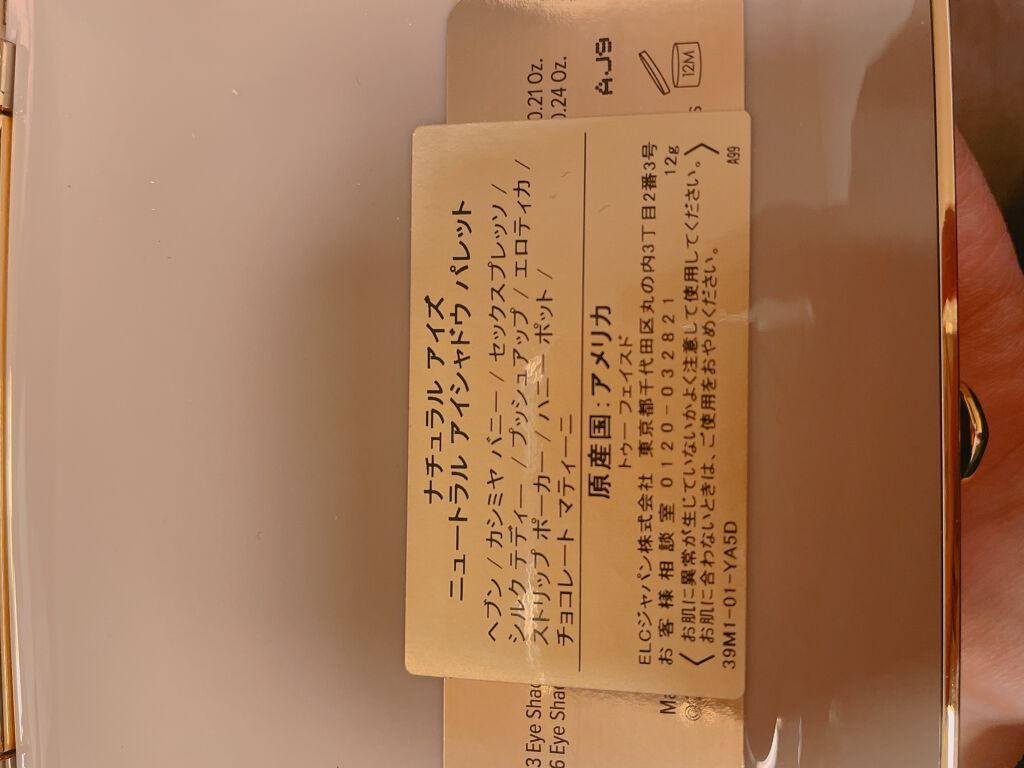 0.21 Oz.
0.24 Oz.
AJ9
12M
ナチュラル アイズ
ニュートラル アイシャドウ パレット
ヘブン / カシミヤ バニー / セックスプレッソ /
シルク テディー / プッシュアップ / エロティカ /
ストリップ ポーカー / ハニー ポット /
チョコレート マティーニ
原産国：アメリカ
トゥー フェイスド
ELCジャパン株式会社 東京都千代田区丸の内3丁目2番3号
お客様相談室 0120-032821 12g
〈お肌に異常が生じていないかよく注意して使用してください。
お肌に合わないときは、ご使用をおやめください。〉
39M1-01-YA5D A99
3 Eye Shad
6 Eye Shad